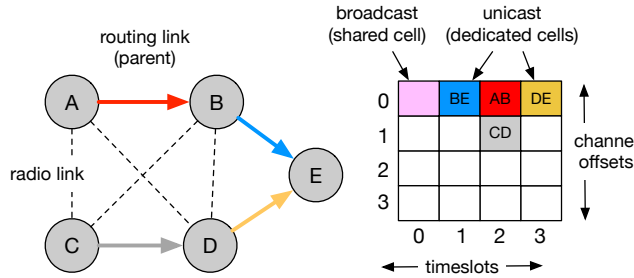 routing link
(parent)
A
B
radio link
E
C
D
broadcast
(shared cell)
unicast
(dedicated cells)
0 BE AB DE
1 CD
2
3
channe
offsets
0 1 2 3
timeslots